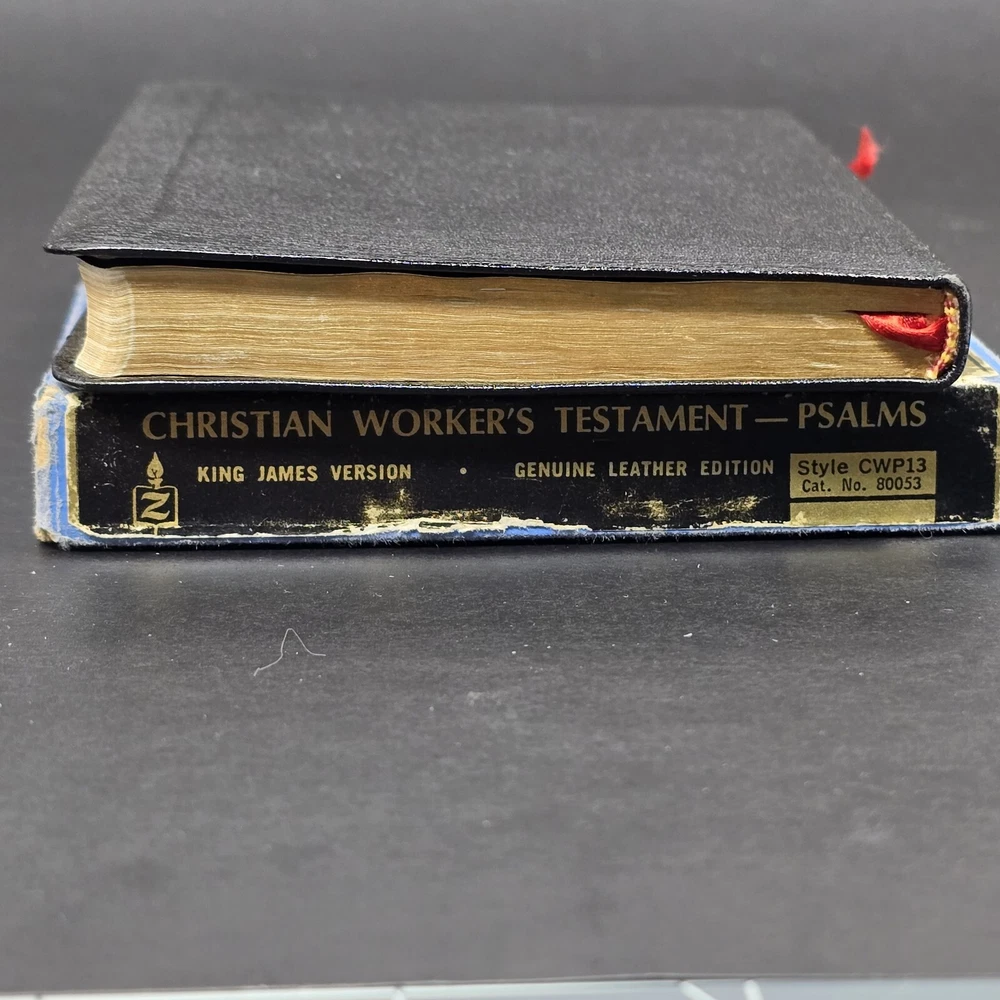 CHRISTIAN WORKER'S TESTAMENT — PSALMS
KING JAMES VERSION • GENUINE LEATHER EDITION
Style CWP13
Cat. No. 80053
Z